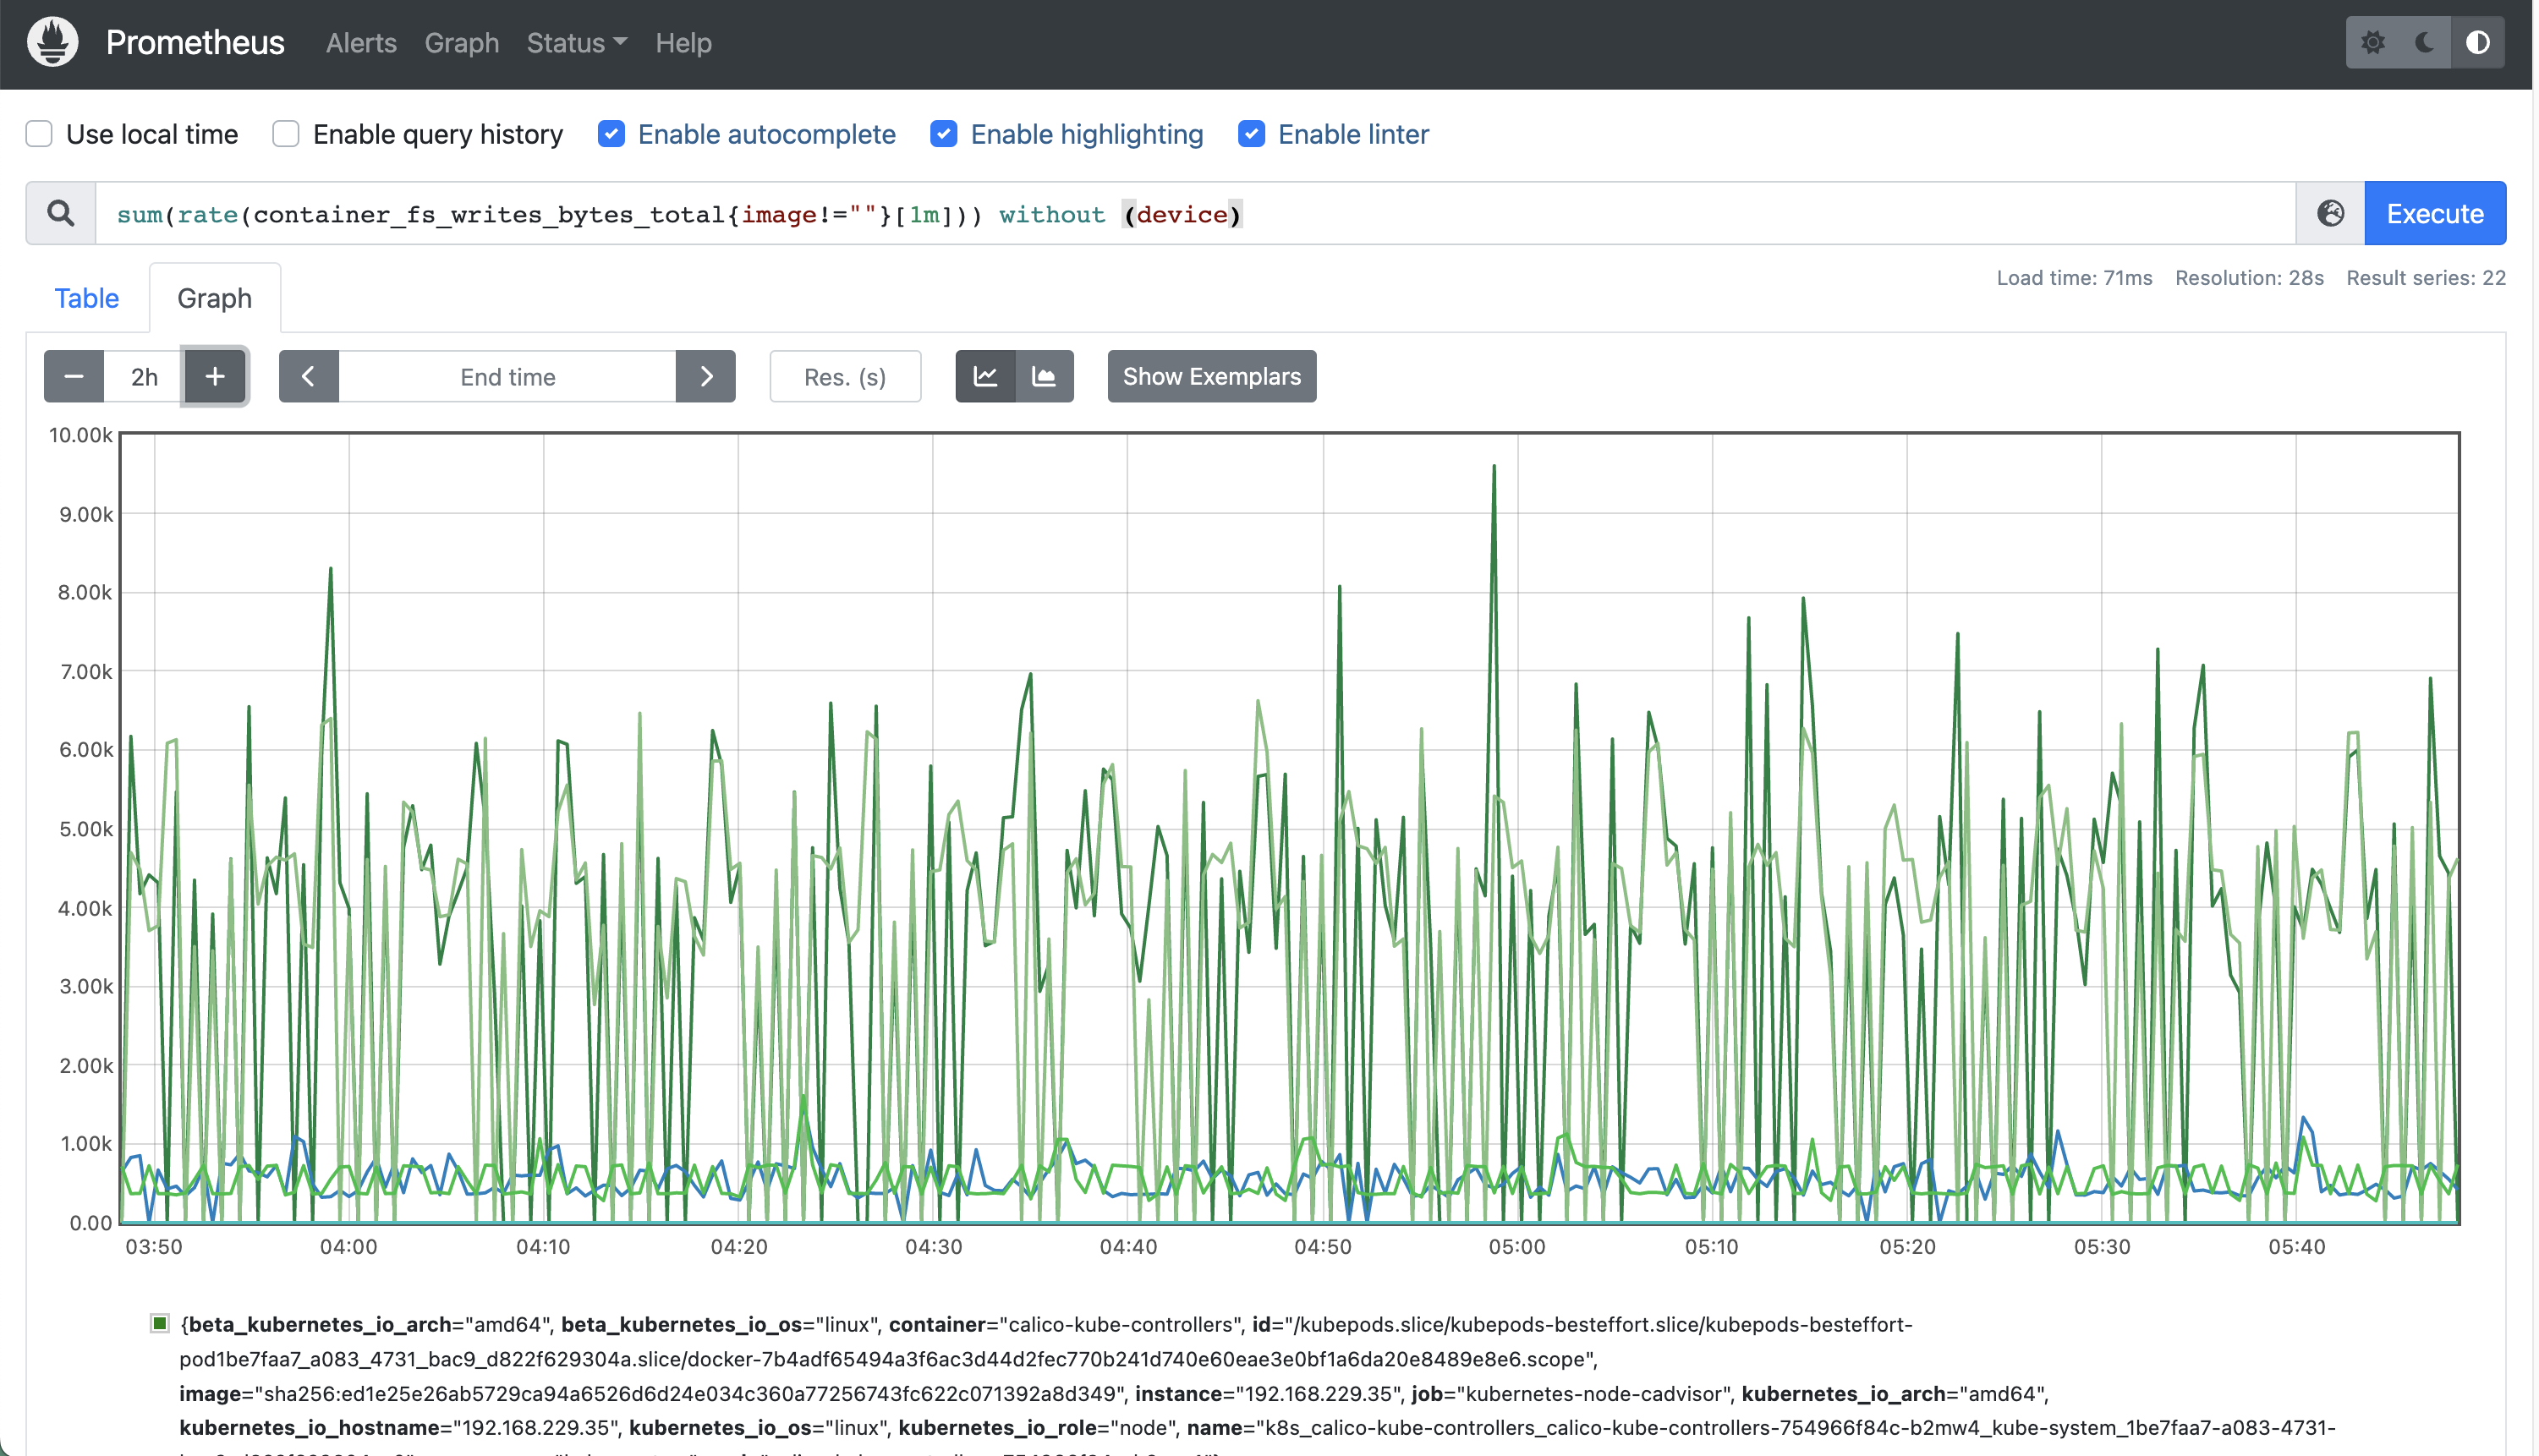 Prometheus Alerts Graph Status Help
Use local time Enable query history Enable autocomplete Enable highlighting Enable linter
sum(rate(container_fs_writes_bytes_total{image!=""}[1m])) without (device)
Execute
Load time: 71ms Resolution: 28s Result series: 22
Table Graph
2h End time Res. (s) Show Exemplars
10.00k
9.00k
8.00k
7.00k
6.00k
5.00k
4.00k
3.00k
2.00k
1.00k
0.00
03:50 04:00 04:10 04:20 04:30 04:40 04:50 05:00 05:10 05:20 05:30 05:40
{beta_kubernetes_io_arch="amd64", beta_kubernetes_io_os="linux", container="calico-kube-controllers", id="/kubepods.slice/kubepods-besteffort.slice/kubepods-besteffort-
pod1be7faa7_a083_4731_bac9_d822f629304a.slice/docker-7b4adf65494a3f6ac3d44d2fec770b241d740e60eae3e0bf1a6da20e8489e8e6.scope",
image="sha256:ed1e25e26ab5729ca94a6526d6d24e034c360a77256743fc622c071392a8d349", instance="192.168.229.35", job="kubernetes-node-cadvisor", kubernetes_io_arch="amd64",
kubernetes_io_hostname="192.168.229.35", kubernetes_io_os="linux", kubernetes_io_role="node", name="k8s_calico-kube-controllers_calico-kube-controllers-754966f84c-b2mw4_kube-system_1be7faa7-a083-4731-